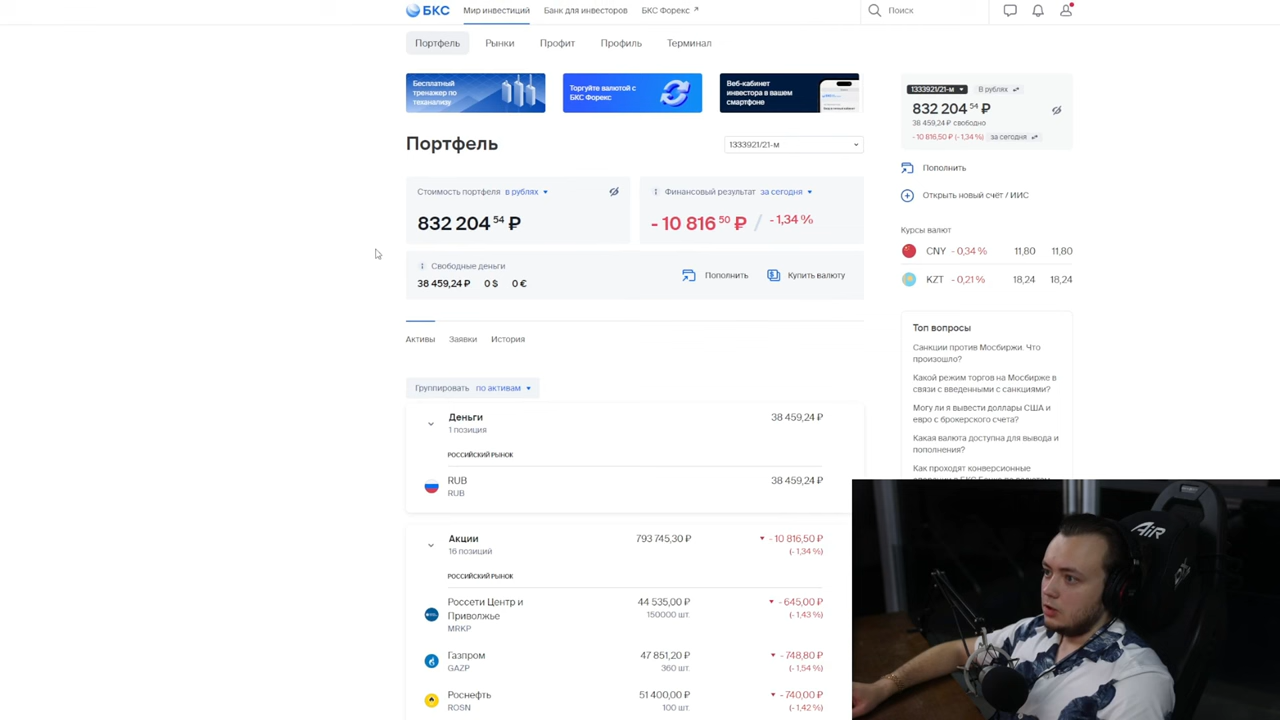 БКС
Мир инвестиций
Банк для инвесторов
БКС Форекс
Поиск
Портфель
Рынки
Профит
Профиль
Терминал
Бесплатный
тренажер по
теханализу
Торгуйте валютой с
БКС Форекс
Веб-кабинет
инвестора в вашем
смартфоне
1333921/21-м
В рублях
832 204 54 ₽
38 459,24 ₽ свободно
- 10 816,50 ₽ (- 1,34 %)
за сегодня
Портфель
1333921/21-м
Пополнить
Открыть новый счёт / ИИС
Стоимость портфеля в рублях
832 204 54 ₽
Финансовый результат за сегодня
- 10 816 50 ₽ / - 1,34 %
Курсы валют
CNY - 0,34 % 11,80 11,80
KZT - 0,21 % 18,24 18,24
Свободные деньги
38 459,24 ₽ 0 $ 0 €
Пополнить
Купить валюту
Активы
Заявки
История
Топ вопросы
Санкции против Мосбиржи. Что
произошло?
Какой режим торгов на Мосбирже в
связи с введенными с санкциями?
Могу ли я вывести доллары США и
евро с брокерского счета?
Какая валюта доступна для вывода и
пополнения?
Как проходят конверсионные
Группировать по активам
Деньги 38 459,24 ₽
1 позиция
РОССИЙСКИЙ РЫНОК
RUB 38 459,24 ₽
RUB
Акции 793 745,30 ₽ - 10 816,50 ₽
16 позиций (- 1,34 %)
РОССИЙСКИЙ РЫНОК
Россети Центр и 44 535,00 ₽ - 645,00 ₽
Приволжье 150000 шт. (- 1,43 %)
MRKP
Газпром 47 851,20 ₽ - 748,80 ₽
GAZP 360 шт. (- 1,54 %)
Роснефть 51 400,00 ₽ - 740,00 ₽
ROSN 100 шт. (- 1,42 %)
AIR